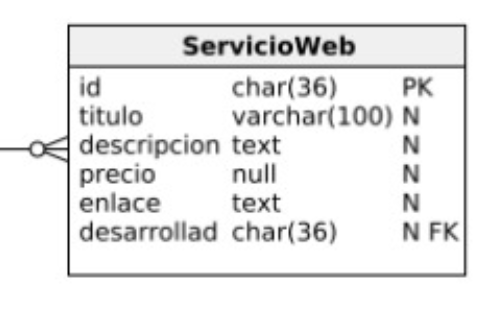 ServicioWeb
id char(36) PK
titulo varchar(100) N
descripcion text N
precio null N
enlace text N
desarrollad char(36) N FK